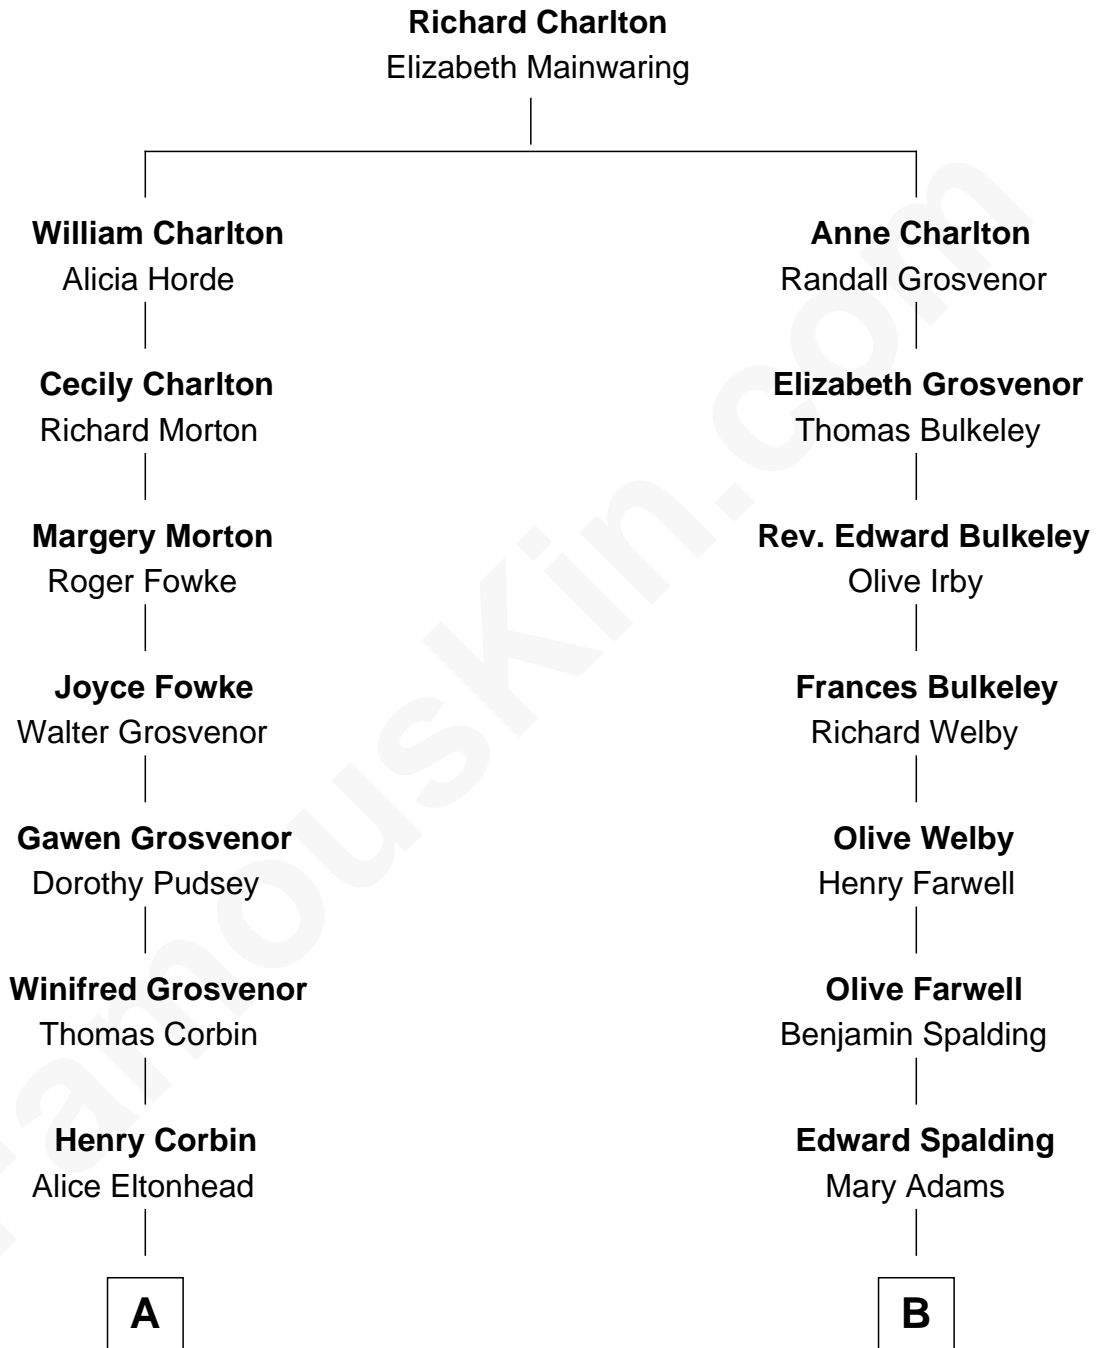 Richard Charlton
Elizabeth Mainwaring
William Charlton
Alicia Horde
Anne Charlton
Randall Grosvenor
Cecily Charlton
Richard Morton
Elizabeth Grosvenor
Thomas Bulkeley
Margery Morton
Roger Fowke
Rev. Edward Bulkeley
Olive Irby
Joyce Fowke
Walter Grosvenor
Frances Bulkeley
Richard Welby
Gawen Grosvenor
Dorothy Pudsey
Olive Welby
Henry Farwell
Winifred Grosvenor
Thomas Corbin
Olive Farwell
Benjamin Spalding
Henry Corbin
Alice Eltonhead
Edward Spalding
Mary Adams
A
B
FamousKin.com